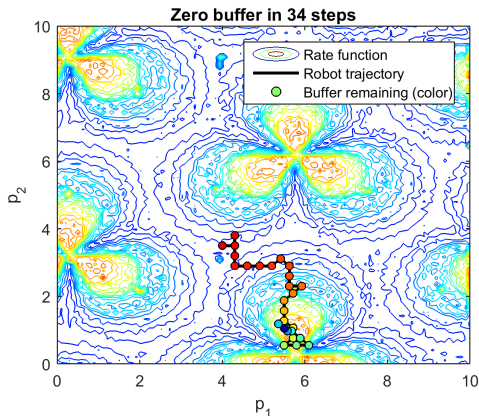 Zero buffer in 34 steps
10
8
6
4
2
0
p2
Rate function
Robot trajectory
Buffer remaining (color)
0
2
4
6
8
10
p1